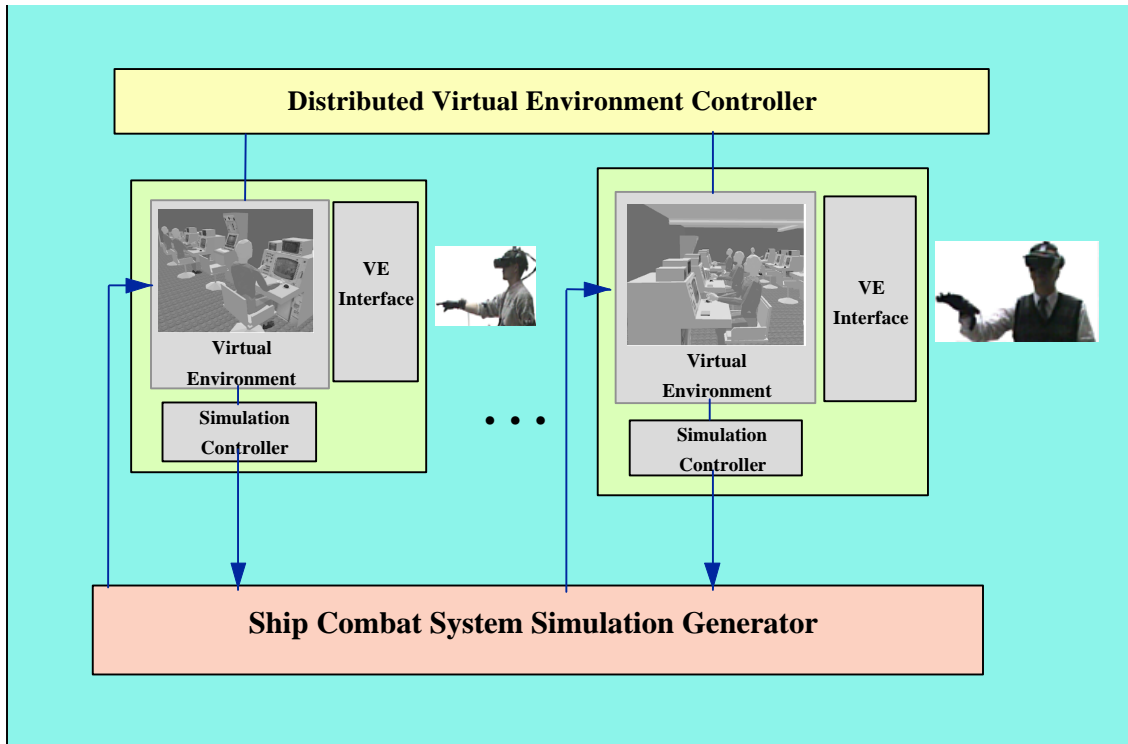 Distributed Virtual Environment Controller
VE
Interface
Virtual
Environment
Simulation
Controller
• • •
VE
Interface
Virtual
Environment
Simulation
Controller
Ship Combat System Simulation Generator